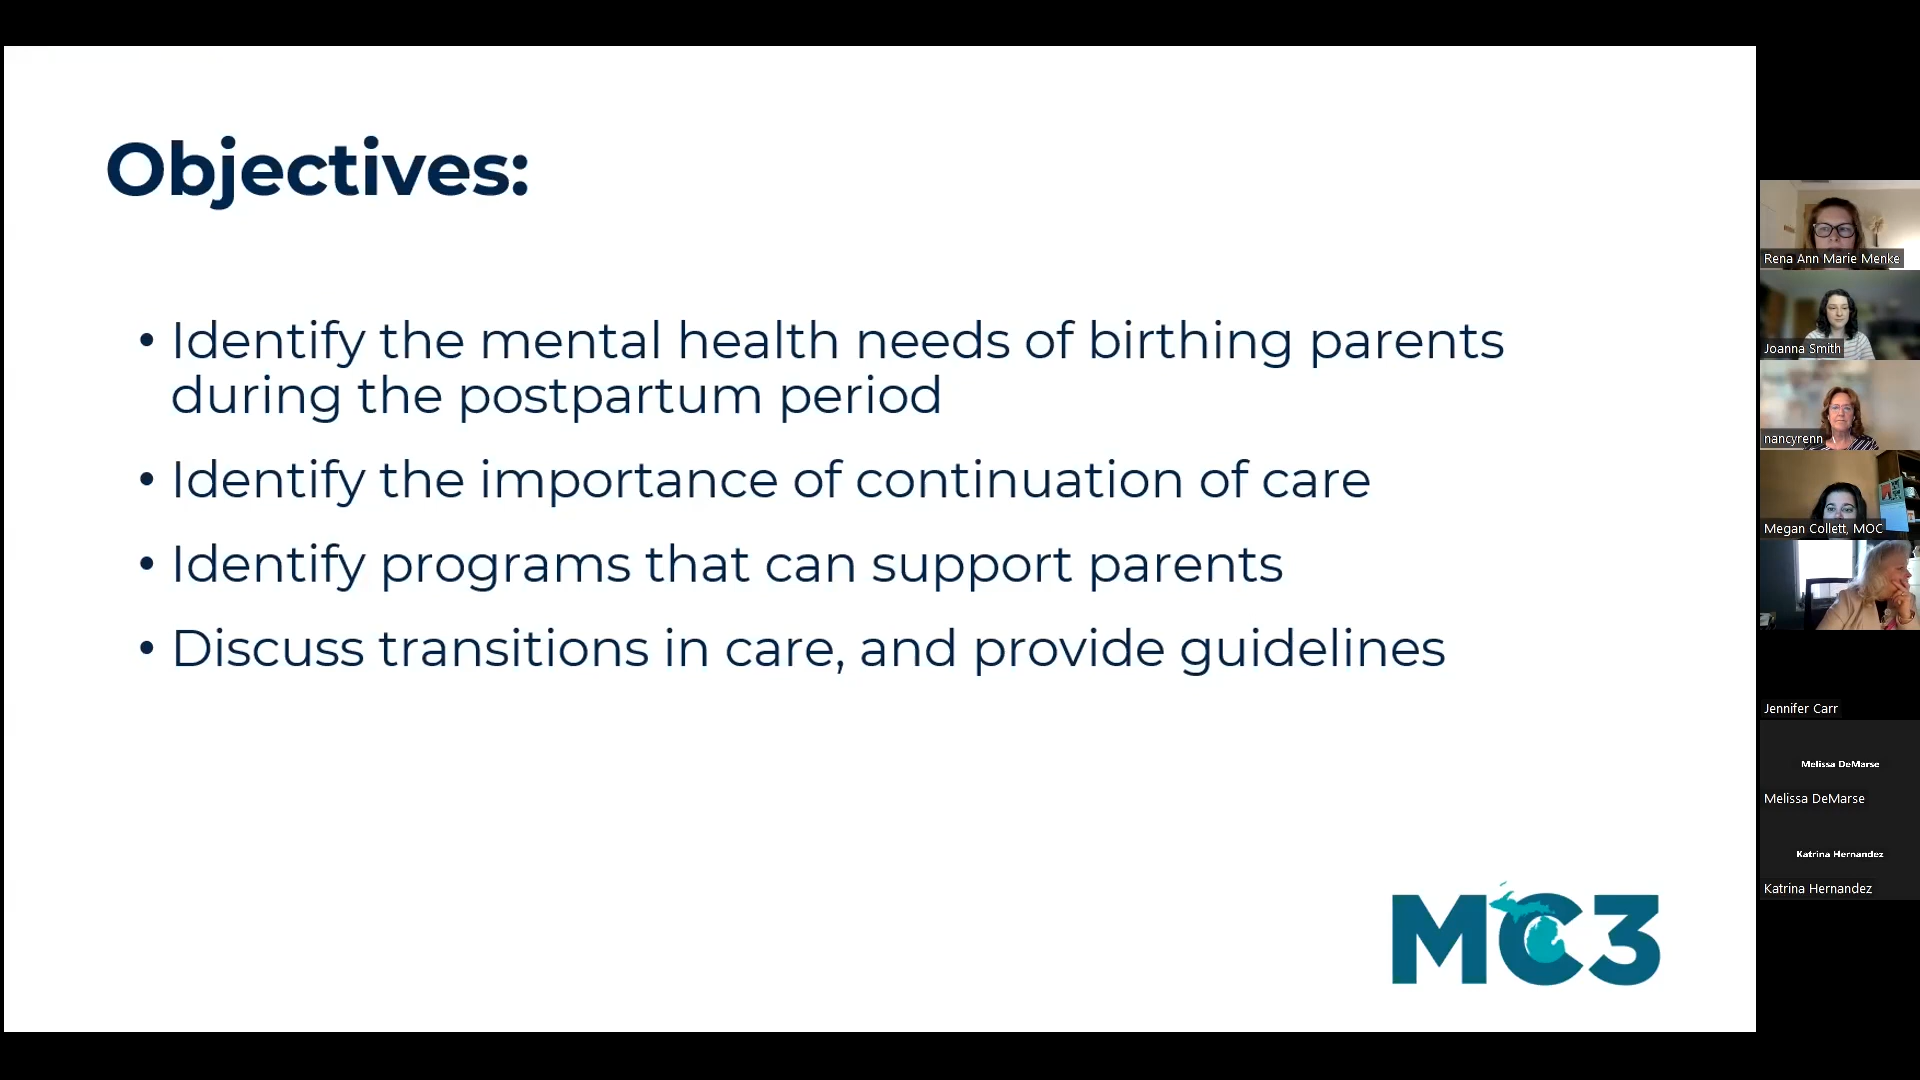 Objectives:
• Identify the mental health needs of birthing parents
during the postpartum period
• Identify the importance of continuation of care
• Identify programs that can support parents
• Discuss transitions in care, and provide guidelines
MC3
Rena Ann Marie Menke
Joanna Smith
nancyrenn
Megan Collett, MOC
Jennifer Carr
Melissa DeMarse
Melissa DeMarse
Katrina Hernandez
Katrina Hernandez